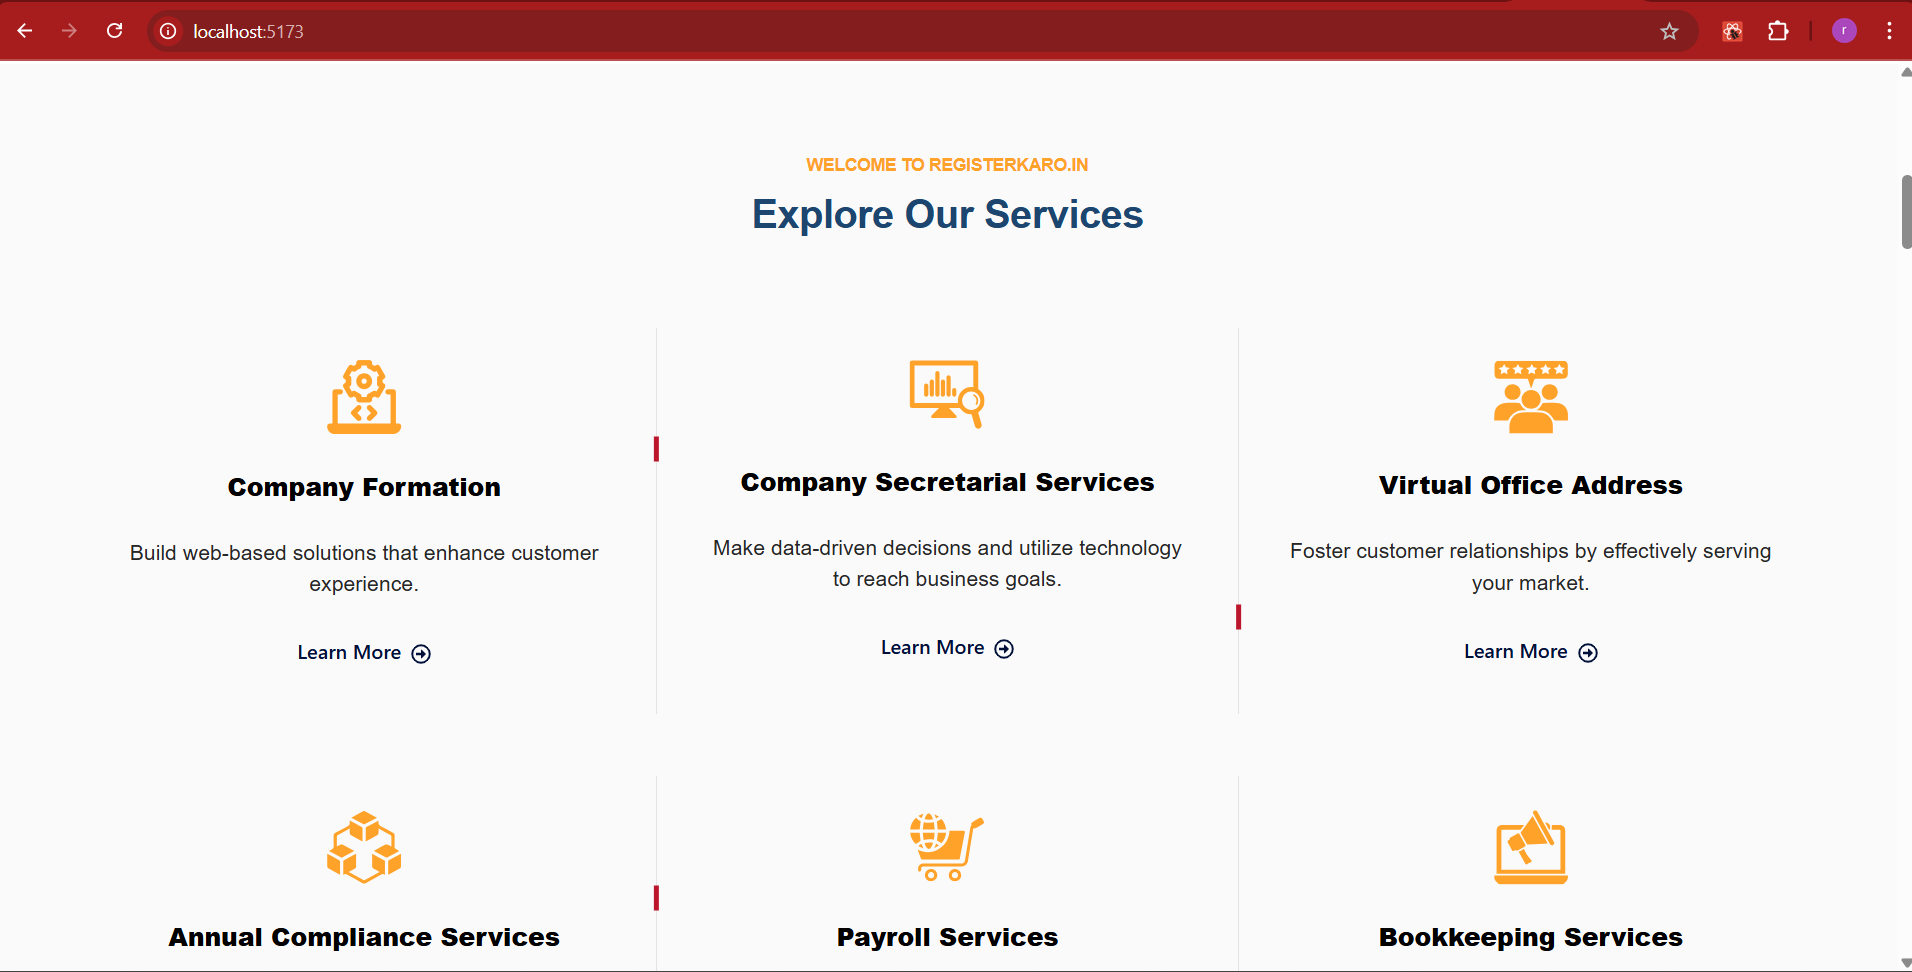 localhost:5173
r
WELCOME TO REGISTERKARO.IN
Explore Our Services
Company Formation
Build web-based solutions that enhance customer
experience.
Learn More
Company Secretarial Services
Make data-driven decisions and utilize technology
to reach business goals.
Learn More
Virtual Office Address
Foster customer relationships by effectively serving
your market.
Learn More
Annual Compliance Services
Payroll Services
Bookkeeping Services